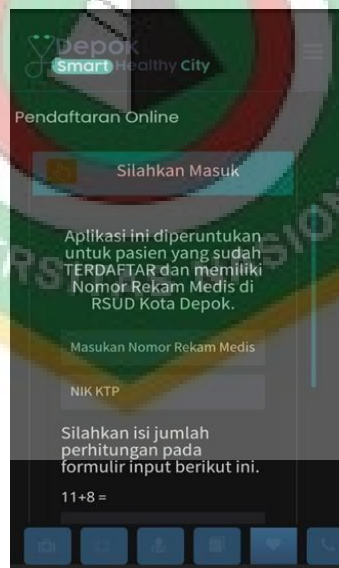 Depok
Smart Healthy City
Pendaftaran Online
Silahkan Masuk
Aplikasi ini diperuntukan
untuk pasien yang sudah
TERDAFTAR dan memiliki
Nomor Rekam Medis di
RSUD Kota Depok.
Masukan Nomor Rekam Medis
NIK KTP
Silahkan isi jumlah
perhitungan pada
formulir input berikut ini.
11+8 =